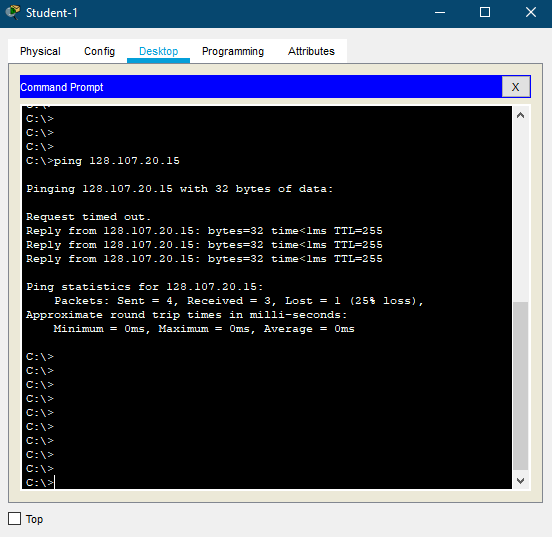 Student-1
Physical Config Desktop Programming Attributes
Command Prompt X
C:\>
C:\>
C:\>
C:\>
C:\>ping 128.107.20.15
Pinging 128.107.20.15 with 32 bytes of data:
Request timed out.
Reply from 128.107.20.15: bytes=32 time<1ms TTL=255
Reply from 128.107.20.15: bytes=32 time<1ms TTL=255
Reply from 128.107.20.15: bytes=32 time<1ms TTL=255
Ping statistics for 128.107.20.15:
Packets: Sent = 4, Received = 3, Lost = 1 (25% loss),
Approximate round trip times in milli-seconds:
Minimum = 0ms, Maximum = 0ms, Average = 0ms
C:\>
C:\>
C:\>
C:\>
C:\>
C:\>
C:\>
C:\>
C:\>
C:\>
Top